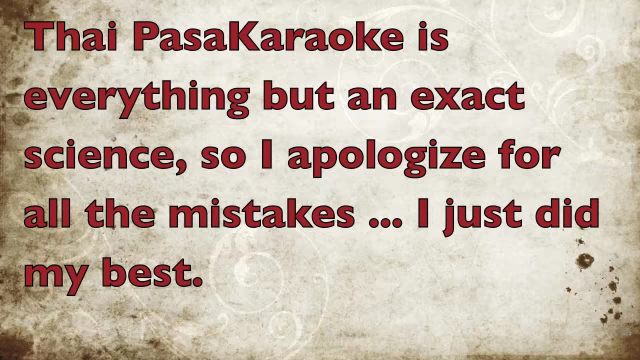 Thai PasaKaraoke is
everything but an exact
science, so I apologize for
all the mistakes ... I just did
my best.